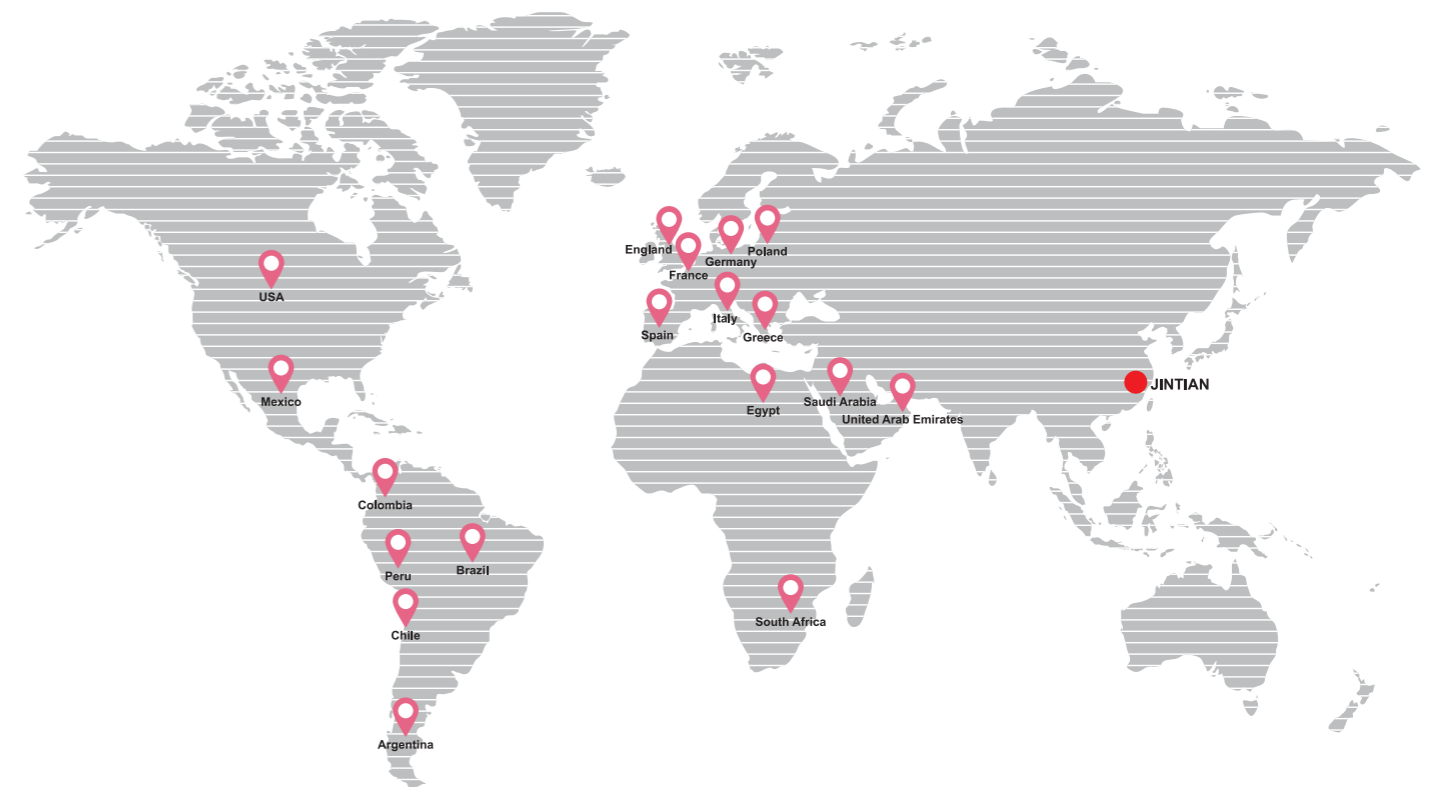 England
Poland
Germany
France
USA
Italy
Spain
Greece
JINTIAN
Mexico
Saudi Arabia
Egypt
United Arab Emirates
Colombia
Brazil
Peru
South Africa
Chile
Argentina